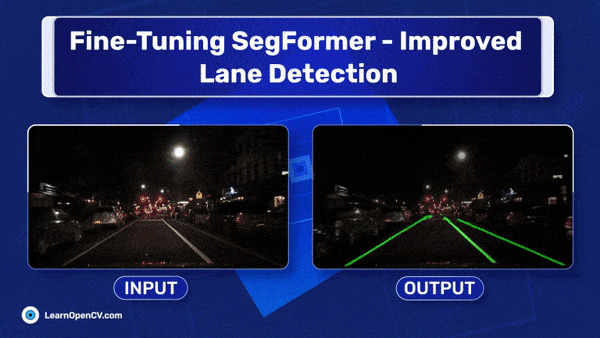 Fine-Tuning SegFormer - Improved
Lane Detection
INPUT
OUTPUT
LearnOpenCV.com